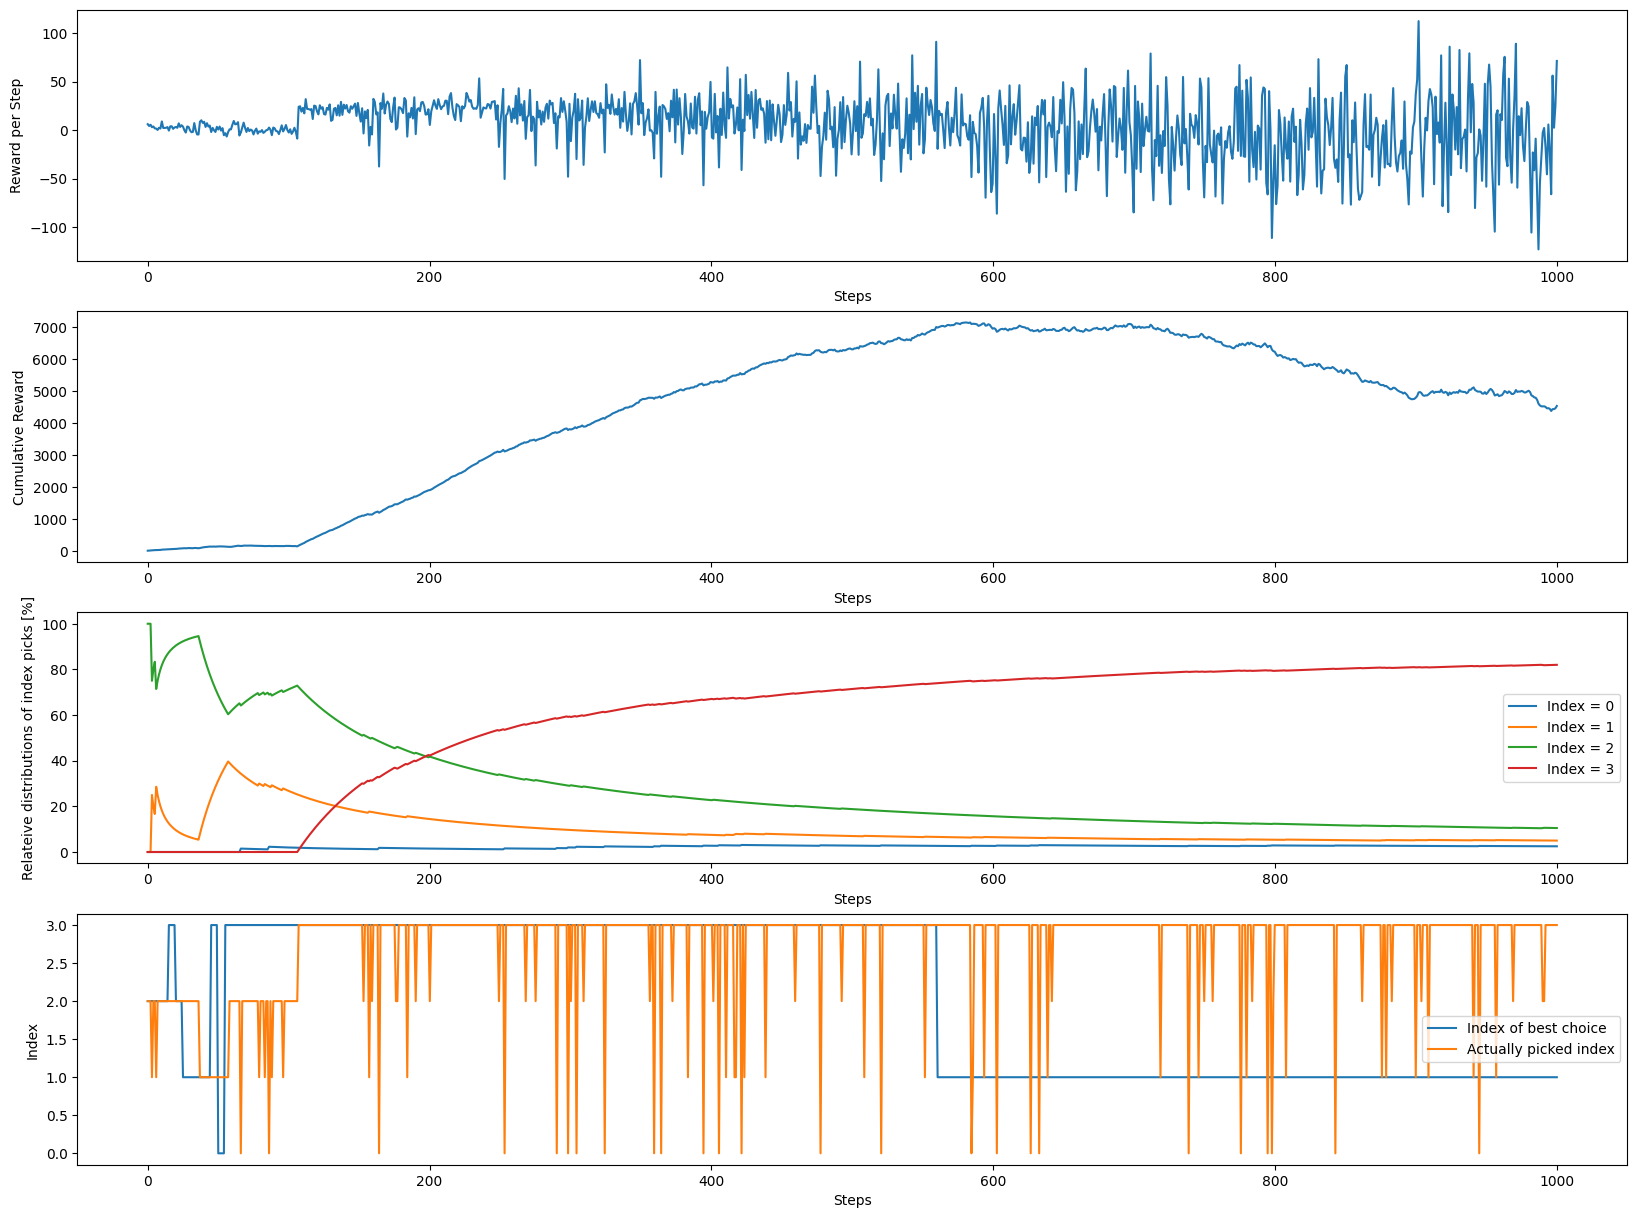 100
50
0
−50
−100
Reward per Step
0 200 400 600 800 1000
Steps
7000
6000
5000
4000
3000
2000
1000
0
Cumulative Reward
0 200 400 600 800 1000
Steps
100
80
60
40
20
0
Relateive distributions of index picks [%]
Index = 0
Index = 1
Index = 2
Index = 3
0 200 400 600 800 1000
Steps
3.0
2.5
2.0
1.5
1.0
0.5
0.0
Index
Index of best choice
Actually picked index
0 200 400 600 800 1000
Steps